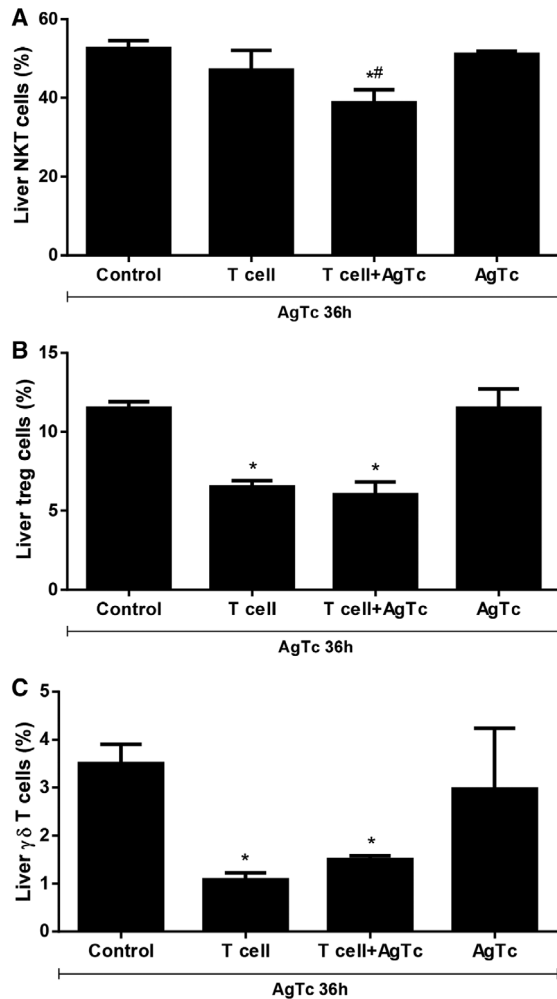 A
Liver NKT cells (%)
60
40
20
0
*#
Control T cell T cell+AgTc AgTc
AgTc 36h
B
Liver treg cells (%)
15
10
5
0
* *
Control T cell T cell+AgTc AgTc
AgTc 36h
C
Liver γδ T cells (%)
5
4
3
2
1
0
* *
Control T cell T cell+AgTc AgTc
AgTc 36h